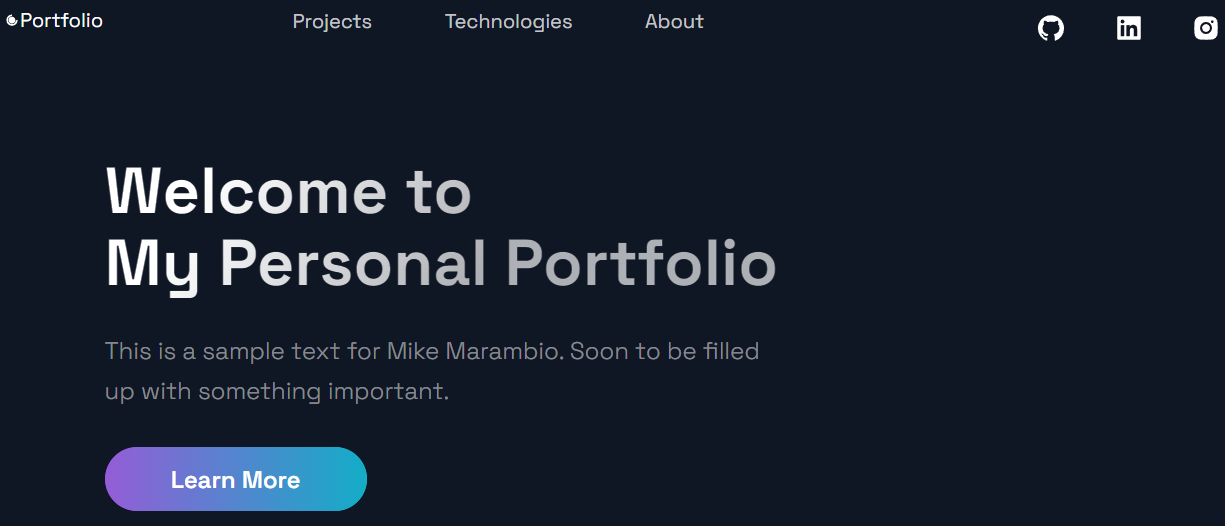 Portfolio
Projects
Technologies
About
Welcome to
My Personal Portfolio
This is a sample text for Mike Marambio. Soon to be filled
up with something important.
Learn More